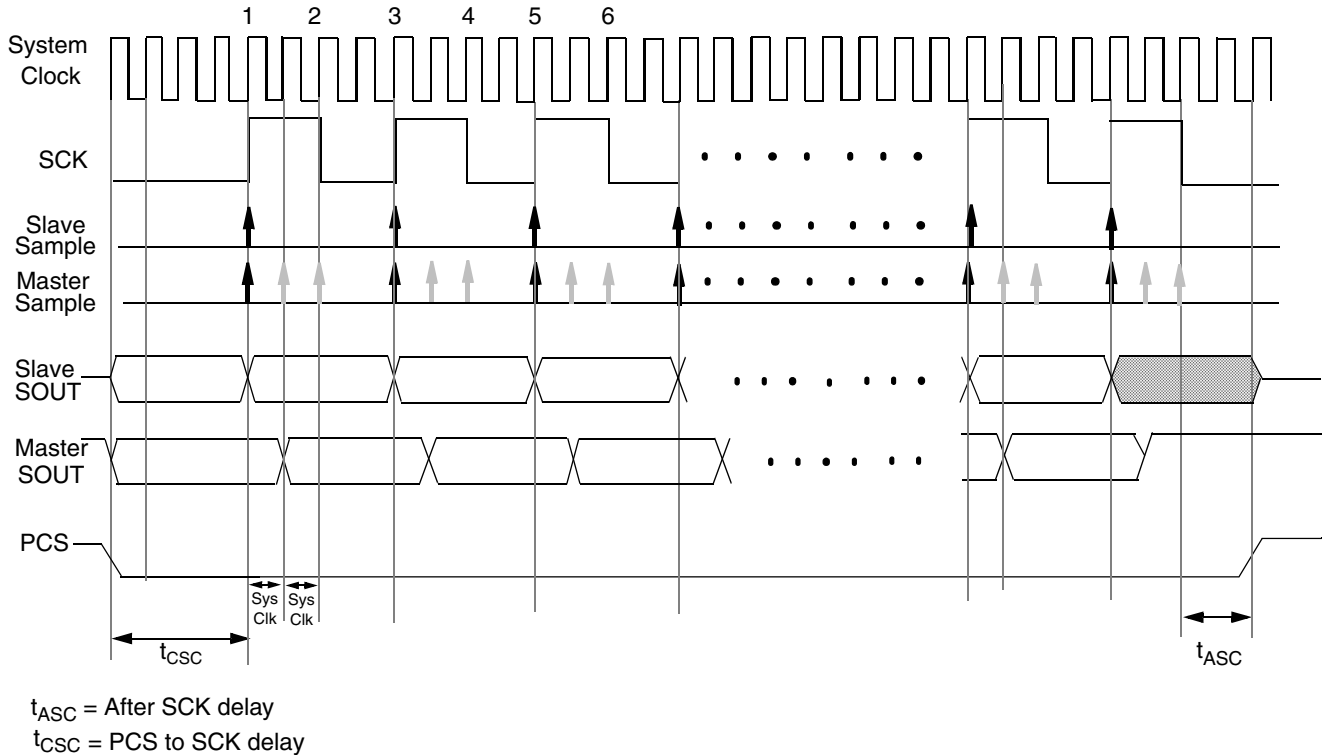 1 2 3 4 5 6
System
Clock
SCK
Slave
Sample
Master
Sample
Slave
SOUT
Master
SOUT
PCS
Sys
Clk
Sys
Clk
tCSC
tASC
tASC = After SCK delay
tCSC = PCS to SCK delay